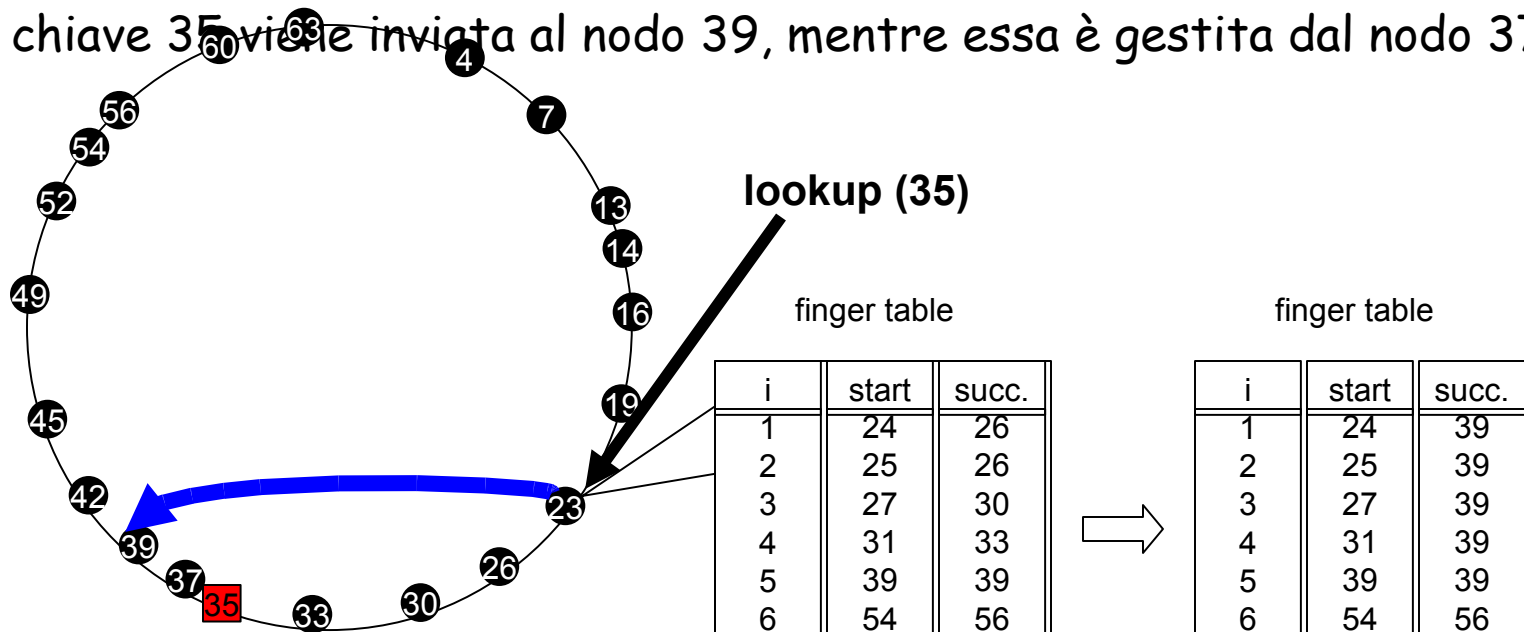 chiave 35 viene inviata al nodo 39, mentre essa è gestita dal nodo 37
63
60
4
56
7
54
52
lookup (35)
13
14
49
16
finger table
finger table
i start succ.
1 24 26
2 25 26
3 27 30
4 31 33
5 39 39
6 54 56
i start succ.
1 24 39
2 25 39
3 27 39
4 31 39
5 39 39
6 54 56
19
45
42
23
39
37
26
35
33
30